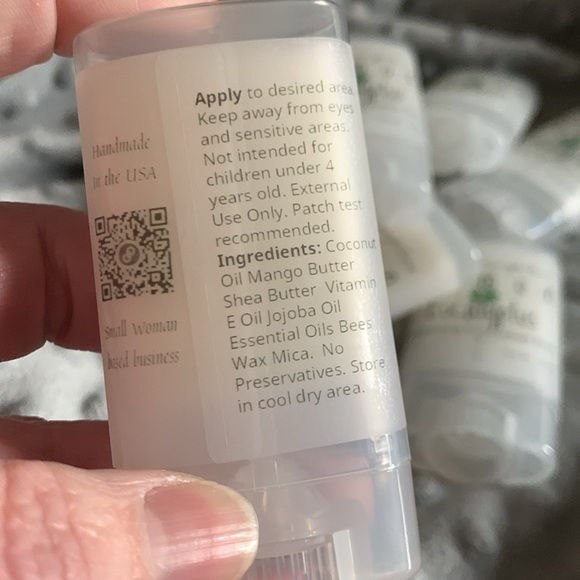 Handmade
in the USA
Small Woman
based business
Apply to desired area.
Keep away from eyes
and sensitive areas.
Not intended for
children under 4
years old. External
Use Only. Patch test
recommended.
Ingredients: Coconut
Oil Mango Butter
Shea Butter Vitamin
E Oil Jojoba Oil
Essential Oils Bees
Wax Mica. No
Preservatives. Store
in cool dry area.